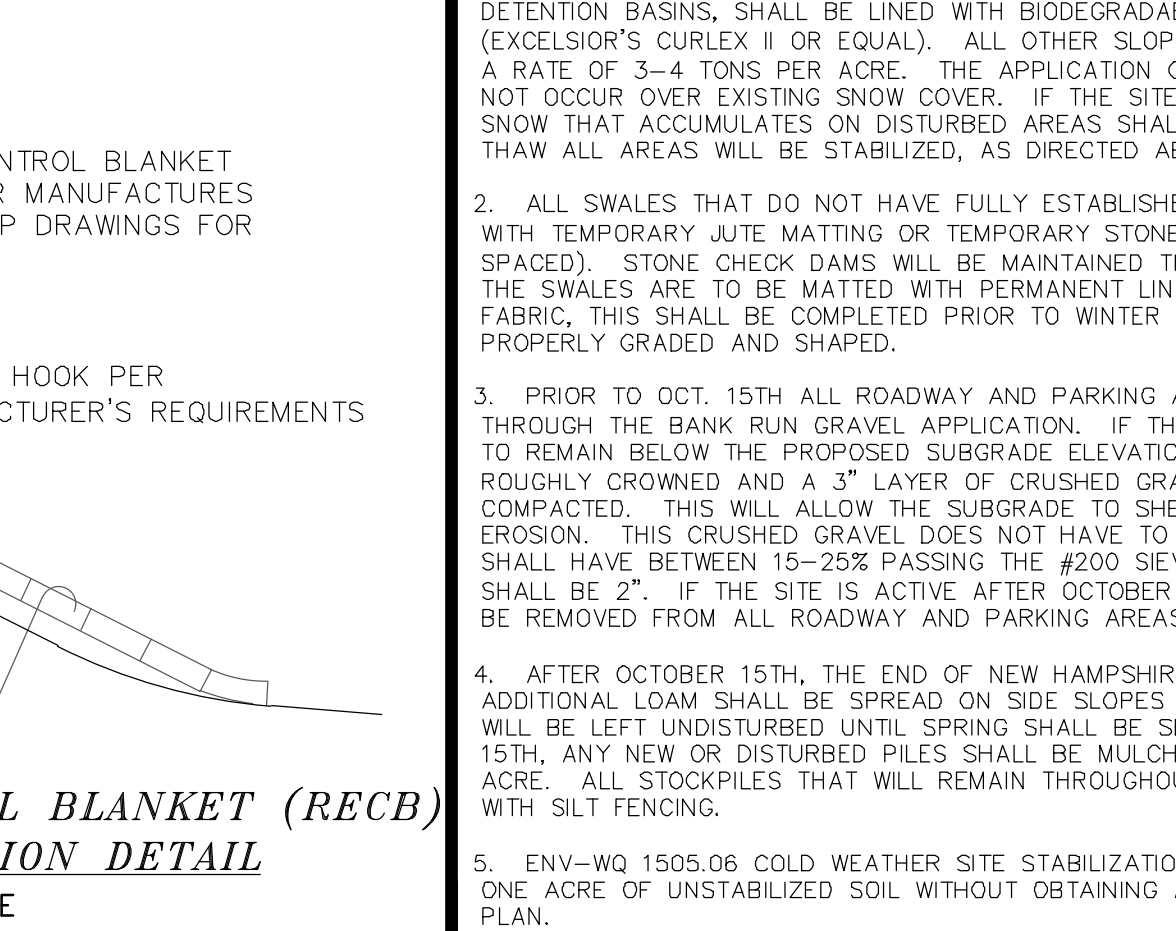 NTROL BLANKET
R MANUFACTURES
P DRAWINGS FOR
HOOK PER
CTURER'S REQUIREMENTS
L BLANKET (RECB)
ION DETAIL
E
DETENTION BASINS, SHALL BE LINED WITH BIODEGRADAB
(EXCELSIOR'S CURLEX II OR EQUAL).  ALL OTHER SLOP
A RATE OF 3–4 TONS PER ACRE.  THE APPLICATION O
NOT OCCUR OVER EXISTING SNOW COVER.  IF THE SITE
SNOW THAT ACCUMULATES ON DISTURBED AREAS SHAL
THAW ALL AREAS WILL BE STABILIZED, AS DIRECTED AB
2.  ALL SWALES THAT DO NOT HAVE FULLY ESTABLISHE
WITH TEMPORARY JUTE MATTING OR TEMPORARY STONE
SPACED).  STONE CHECK DAMS WILL BE MAINTAINED TH
THE SWALES ARE TO BE MATTED WITH PERMANENT LIN
FABRIC, THIS SHALL BE COMPLETED PRIOR TO WINTER
PROPERLY GRADED AND SHAPED.
3.  PRIOR TO OCT. 15TH ALL ROADWAY AND PARKING A
THROUGH THE BANK RUN GRAVEL APPLICATION.  IF TH
TO REMAIN BELOW THE PROPOSED SUBGRADE ELEVATIO
ROUGHLY CROWNED AND A 3" LAYER OF CRUSHED GRA
COMPACTED.  THIS WILL ALLOW THE SUBGRADE TO SHE
EROSION.  THIS CRUSHED GRAVEL DOES NOT HAVE TO
SHALL HAVE BETWEEN 15–25% PASSING THE #200 SIEV
SHALL BE 2".  IF THE SITE IS ACTIVE AFTER OCTOBER
BE REMOVED FROM ALL ROADWAY AND PARKING AREAS
4.  AFTER OCTOBER 15TH, THE END OF NEW HAMPSHIR
ADDITIONAL LOAM SHALL BE SPREAD ON SIDE SLOPES
WILL BE LEFT UNDISTURBED UNTIL SPRING SHALL BE S
15TH, ANY NEW OR DISTURBED PILES SHALL BE MULCH
ACRE.  ALL STOCKPILES THAT WILL REMAIN THROUGHOU
WITH SILT FENCING.
5.  ENV–WQ 1505.06 COLD WEATHER SITE STABILIZATIO
ONE ACRE OF UNSTABILIZED SOIL WITHOUT OBTAINING A
PLAN.